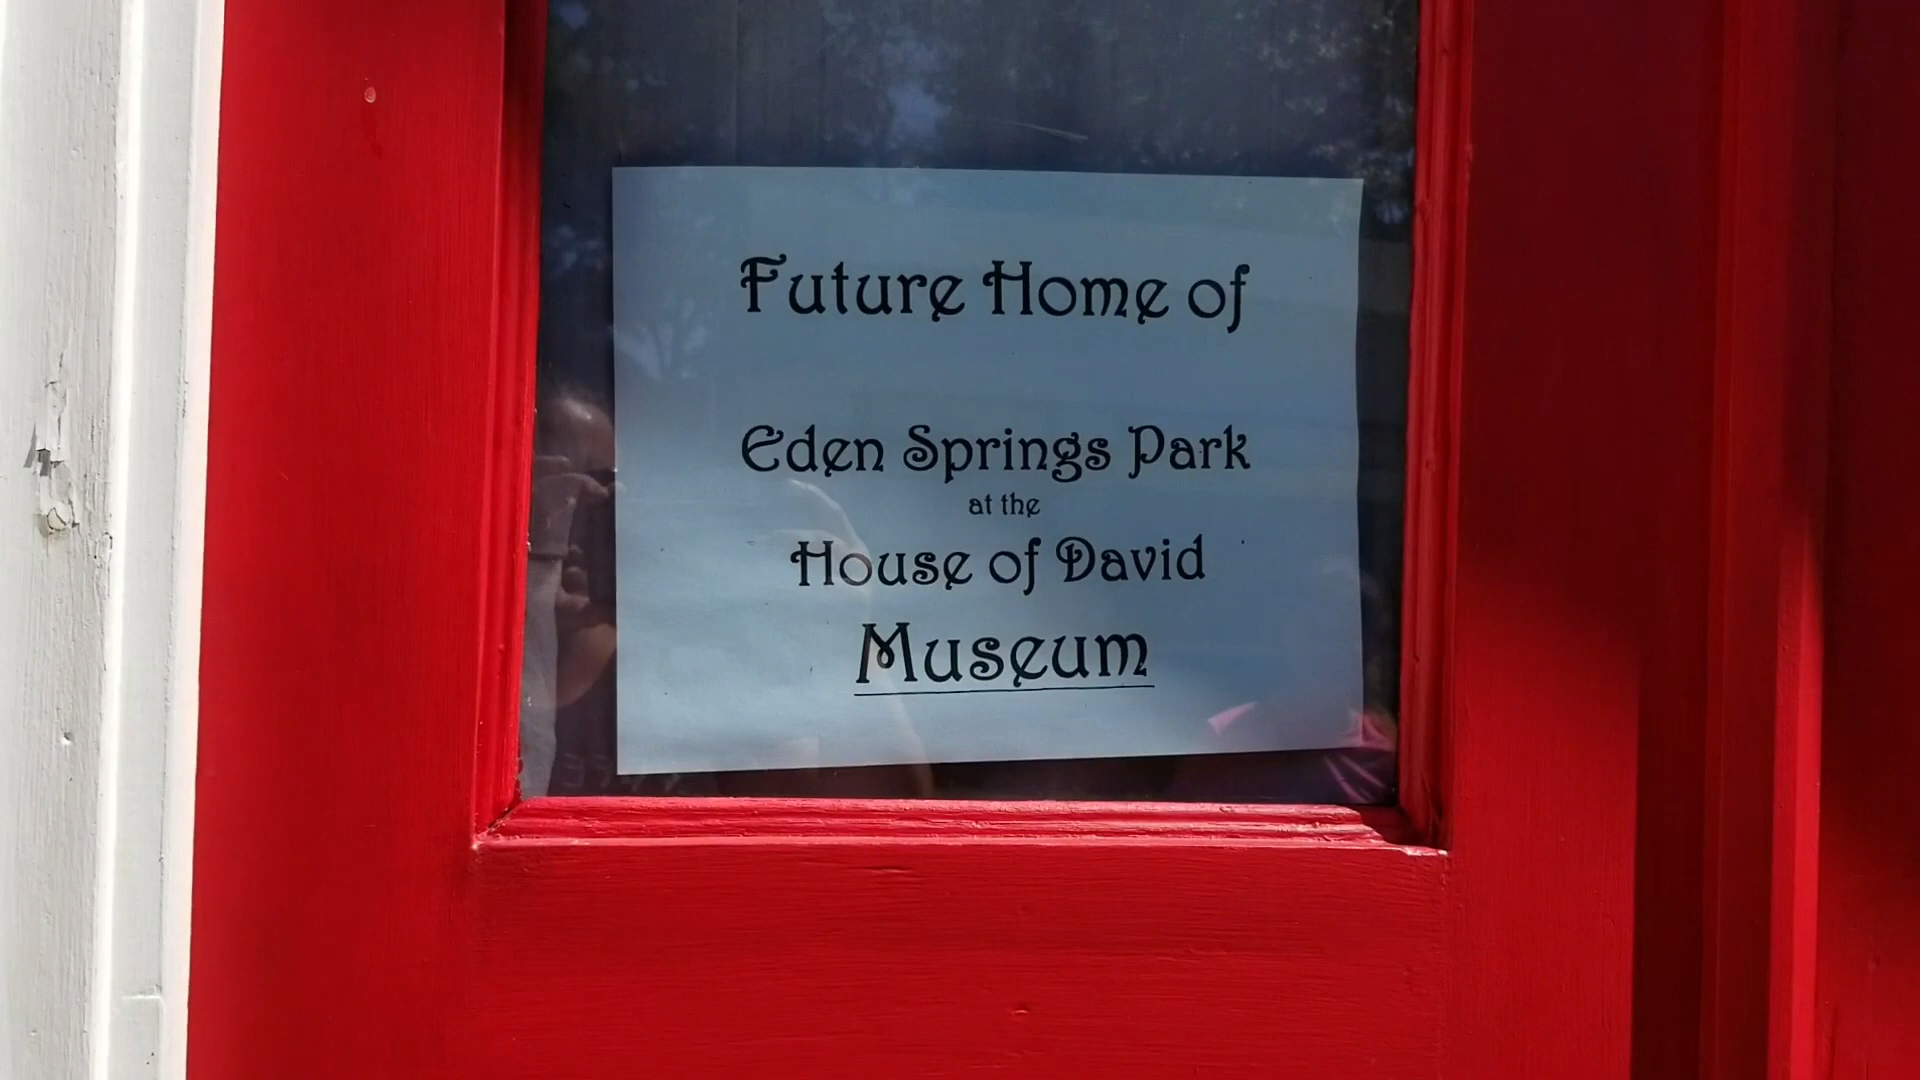 Future Home of
Eden Springs Park
at the
House of David
Museum